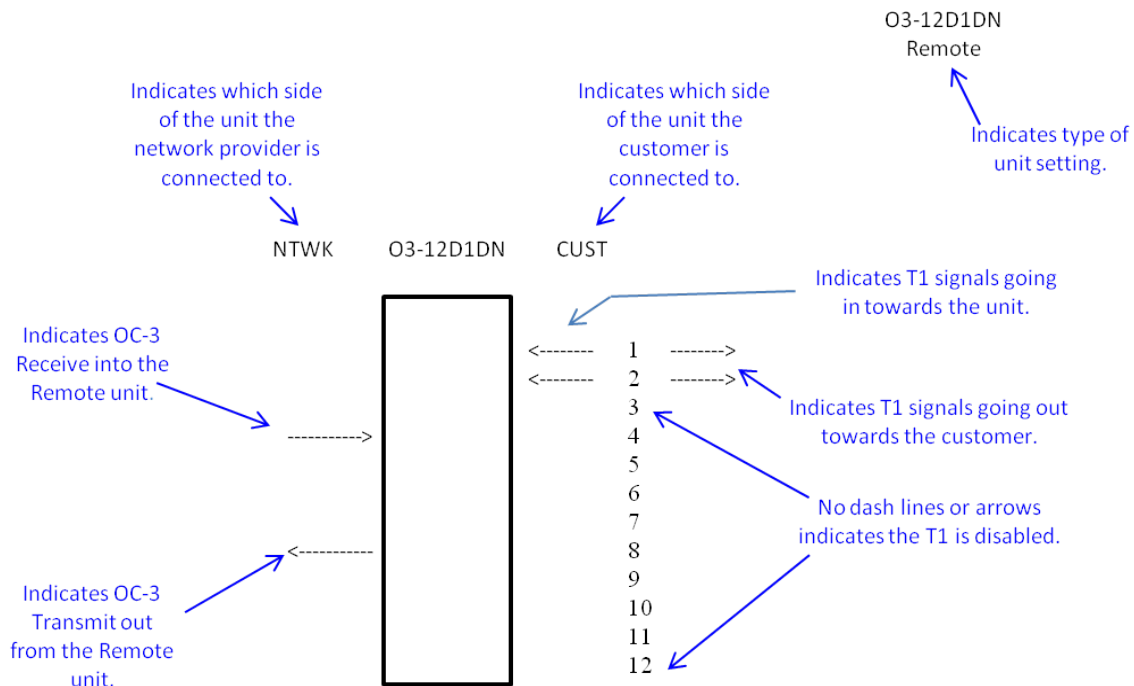 O3-12D1DN
Remote
Indicates which side
of the unit the
network provider is
connected to.
Indicates which side
of the unit the
customer is
connected to.
Indicates type of
unit setting.
NTWK O3-12D1DN CUST
Indicates T1 signals going
in towards the unit.
Indicates OC-3
Receive into the
Remote unit.
<-------- 1 -------->
<-------- 2 -------->
3
Indicates T1 signals going out
towards the customer.
---------->
4
5
6
7
8
9
10
11
12
No dash lines or arrows
indicates the T1 is disabled.
<----------
Indicates OC-3
Transmit out
from the Remote
unit.